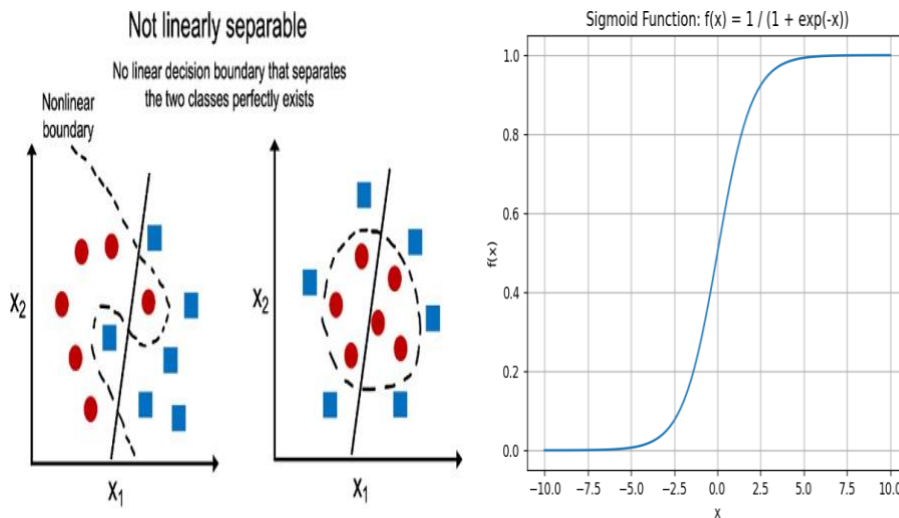 Not linearly separable
No linear decision boundary that separates
the two classes perfectly exists
Nonlinear
boundary
X2
X1
X2
X1
Sigmoid Function: f(x) = 1 / (1 + exp(-x))
1.0
0.8
0.6
0.4
0.2
0.0
f(x)
−10.0 −7.5 −5.0 −2.5 0.0 2.5 5.0 7.5 10.0
x